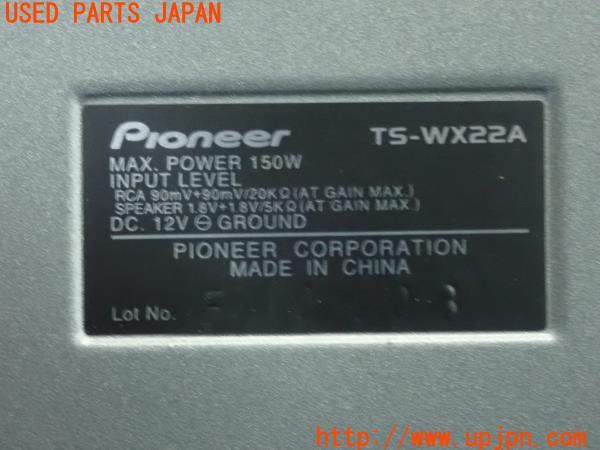 USED PARTS JAPAN
Pioneer TS-WX22A
MAX. POWER 150W
INPUT LEVEL
RCA 90mV+90mV/20KΩ (AT GAIN MAX.)
SPEAKER 1.8V+1.8V/5KΩ (AT GAIN MAX.)
DC. 12V ⊖ GROUND
PIONEER CORPORATION
MADE IN CHINA
Lot No.
UPJ
http://www.upjpn.com